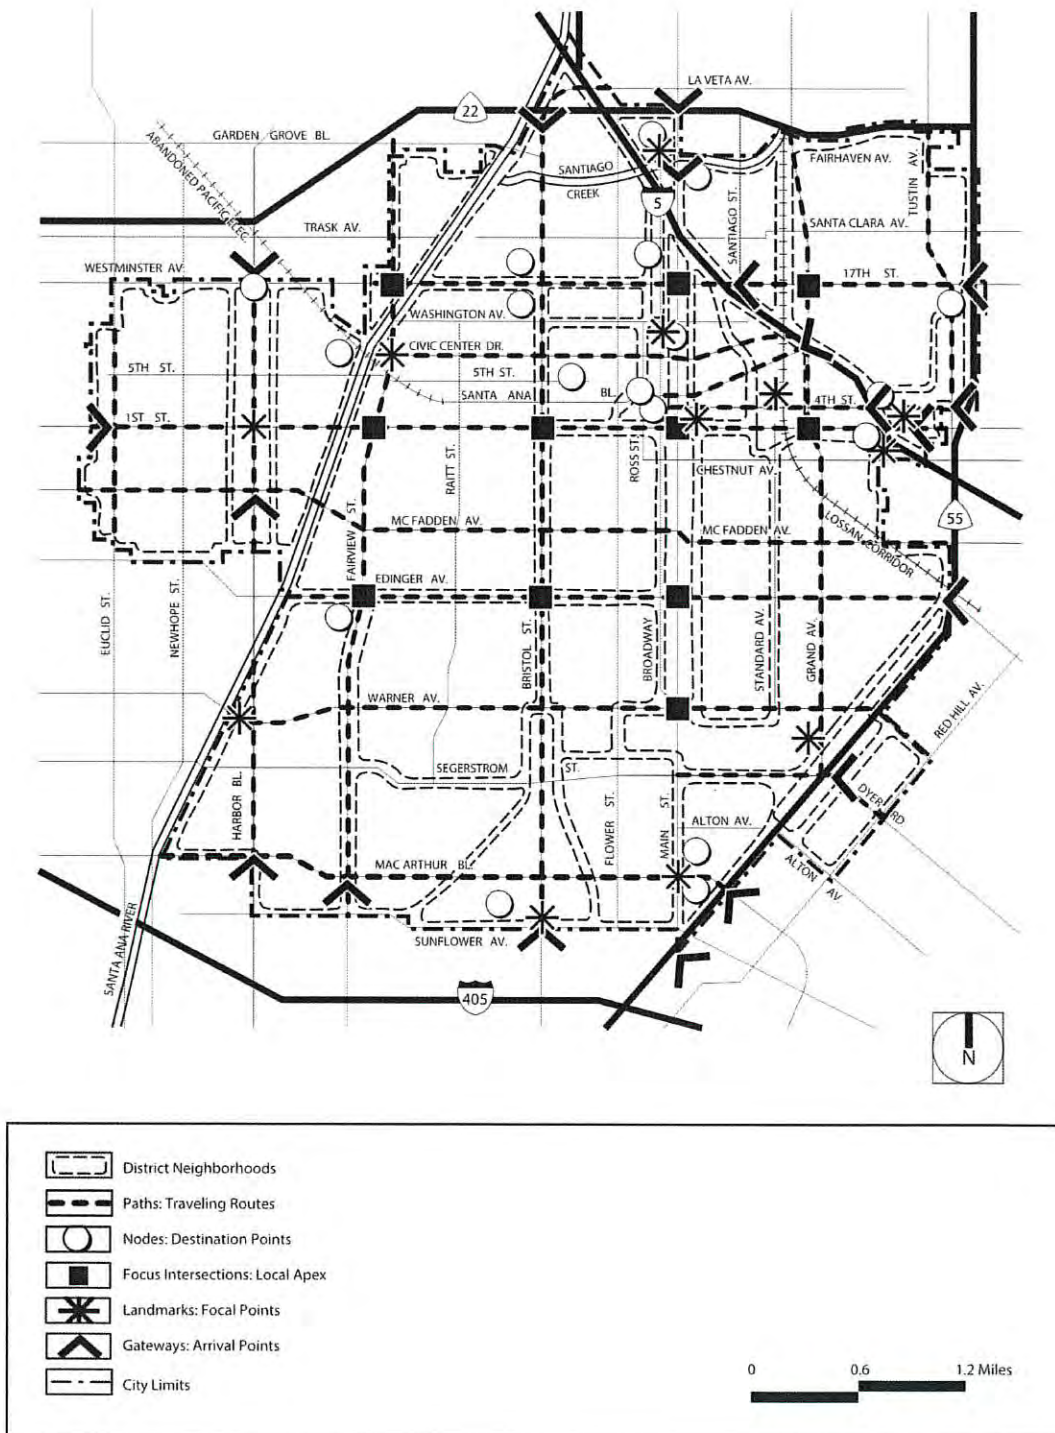 LA VETA AV.
22
GARDEN GROVE BL.
ABANDONED PACIFIC ELEC.
SANTIAGO
CREEK
FAIRHAVEN AV.
TUSTIN AV.
5
SANTIAGO ST.
TRASK AV.
SANTA CLARA AV.
WESTMINSTER AV.
17TH ST.
WASHINGTON AV.
CIVIC CENTER DR.
5TH ST.
5TH ST.
SANTA ANA BL.
4TH ST.
1ST ST.
ROSS ST.
RAITT ST.
CHESTNUT AV.
FAIRVIEW ST.
MC FADDEN AV.
MC FADDEN AV.
LOSSAN CORRIDOR
55
EDINGER AV.
EUCLID ST.
NEWHOPE ST.
BRISTOL ST.
BROADWAY
STANDARD AV.
GRAND AV.
WARNER AV.
RED HILL AV.
SEGERSTROM ST.
HARBOR BL.
FLOWER ST.
MAIN ST.
DYER RD
ALTON AV.
ALTON AV
MAC ARTHUR BL.
SANTA ANA RIVER
SUNFLOWER AV.
405
N
District Neighborhoods
Paths: Traveling Routes
Nodes: Destination Points
Focus Intersections: Local Apex
Landmarks: Focal Points
Gateways: Arrival Points
City Limits
0 0.6 1.2 Miles